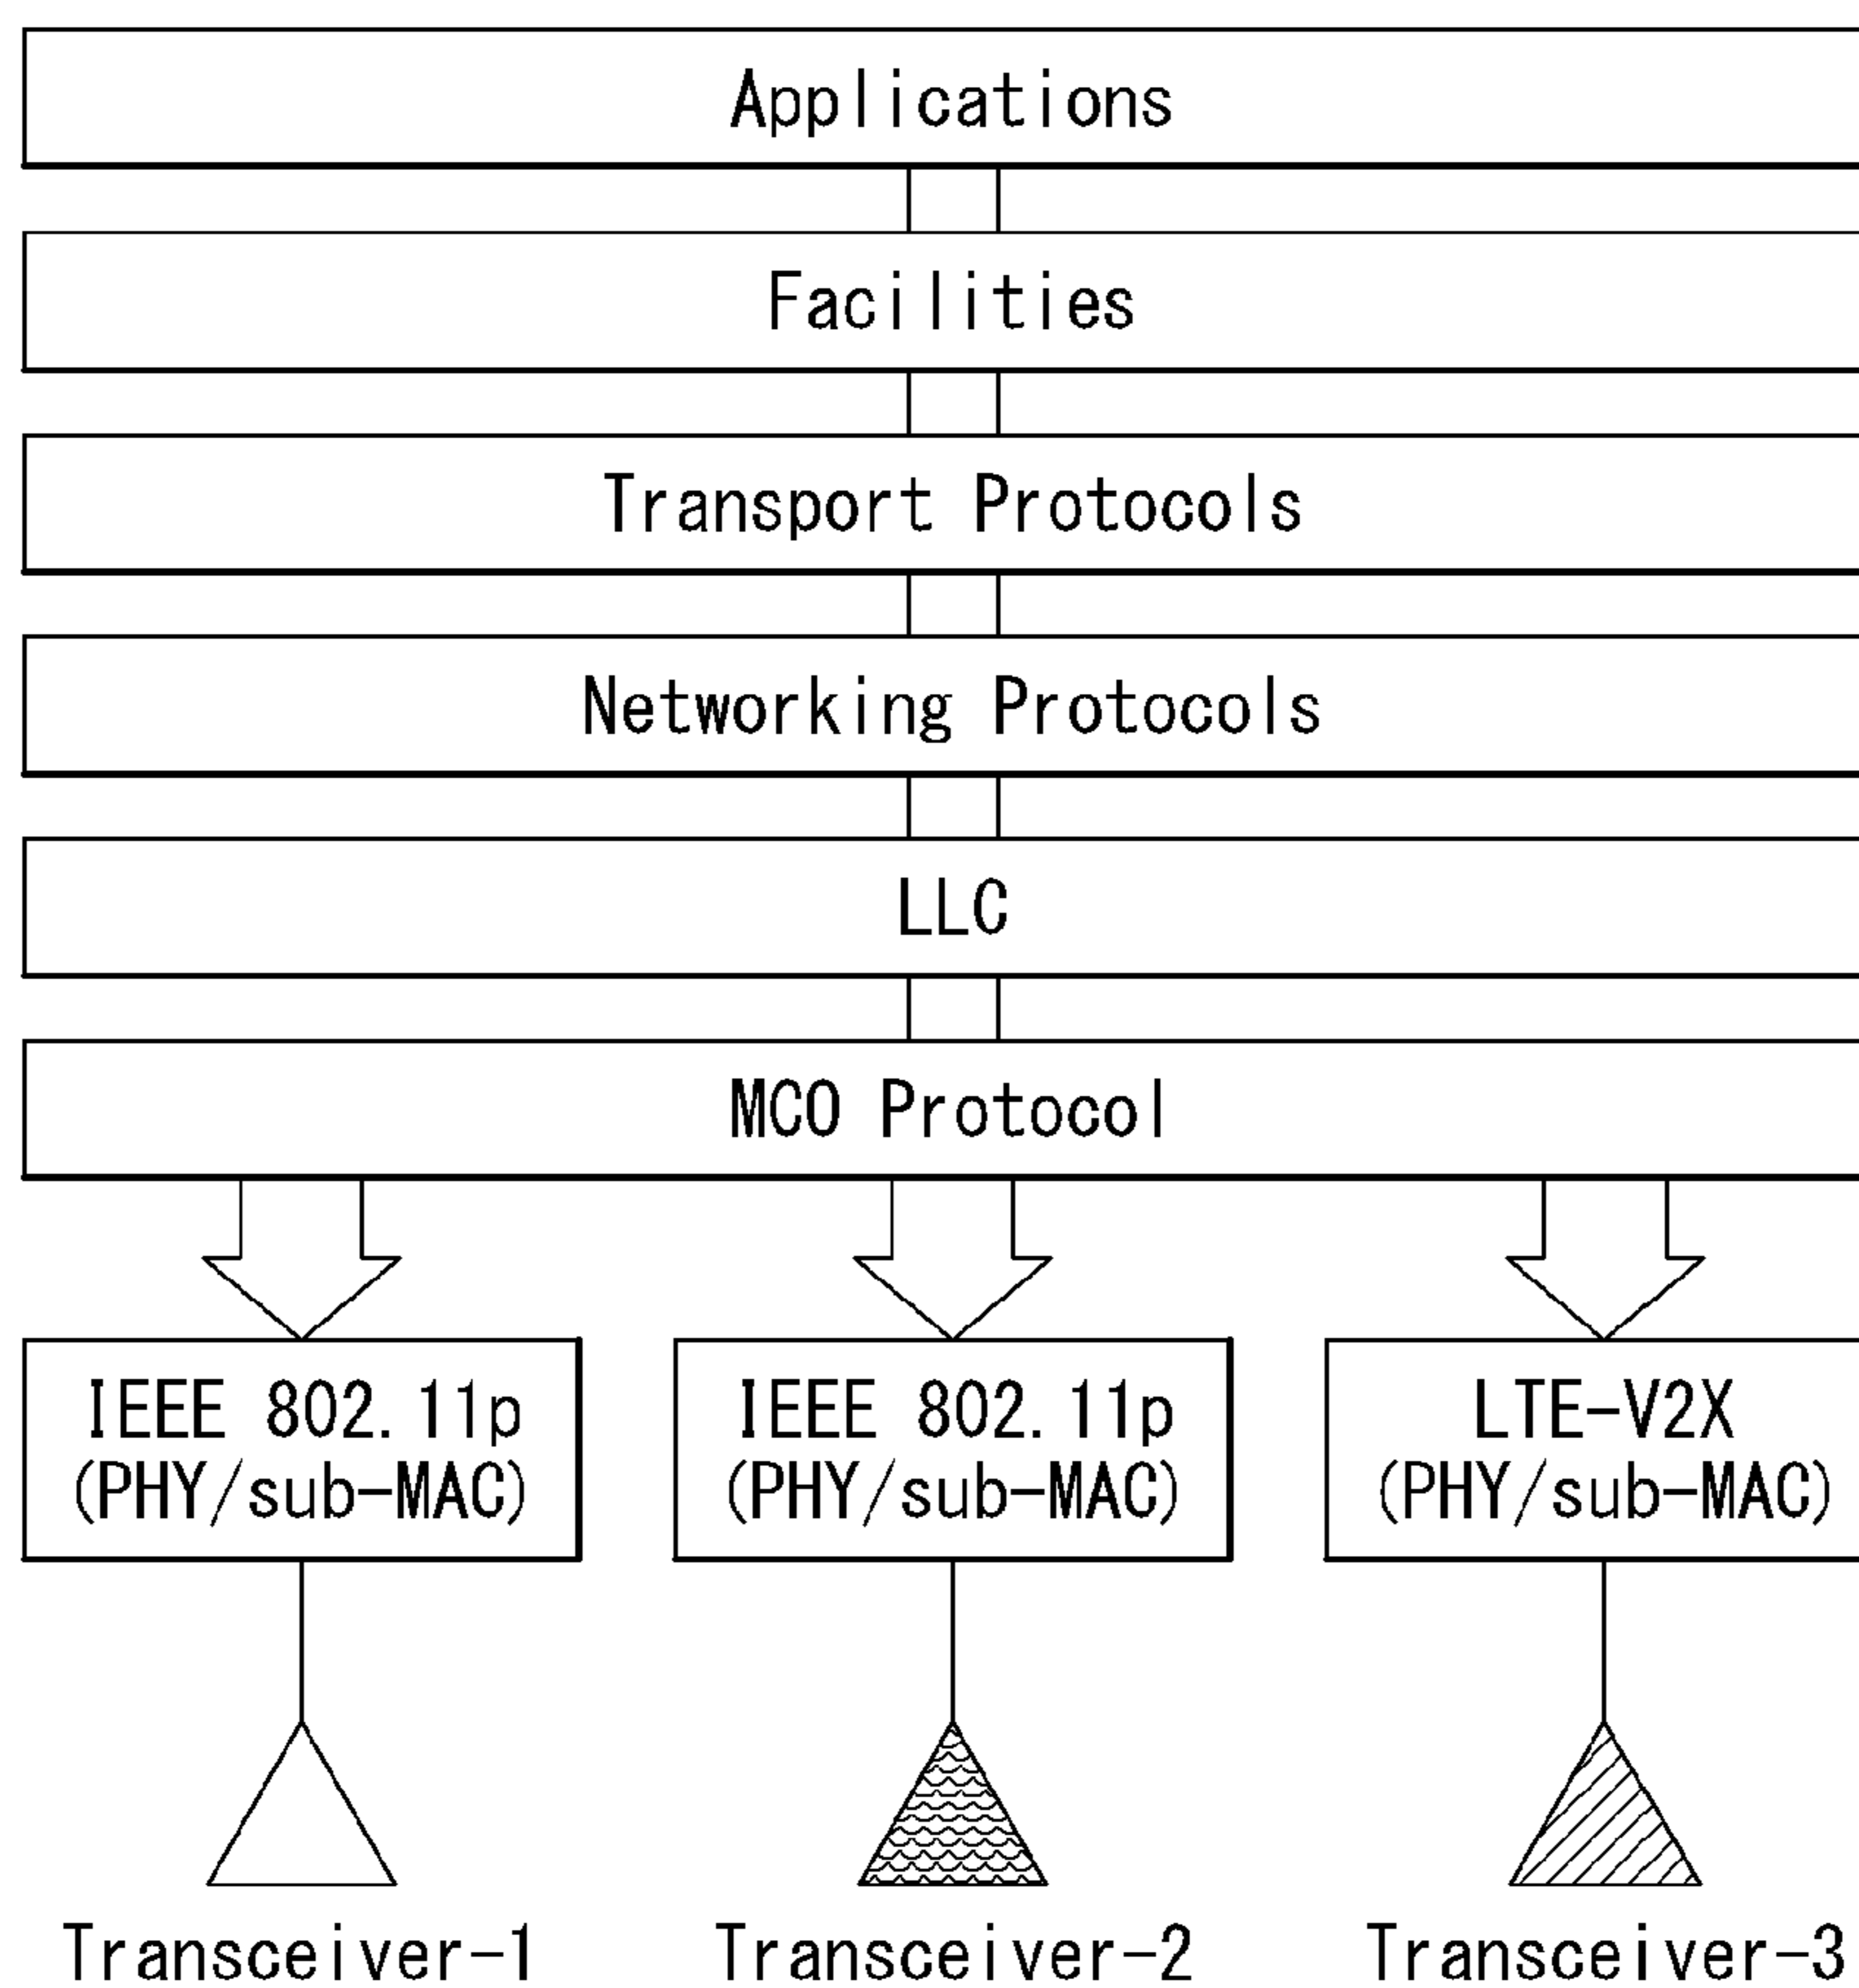 Applications
Facilities
Transport Protocols
Networking Protocols
LLC
MCO Protocol
IEEE 802.11p
(PHY/sub-MAC)
IEEE 802.11p
(PHY/sub-MAC)
LTE-V2X
(PHY/sub-MAC)
Transceiver-1
Transceiver-2
Transceiver-3